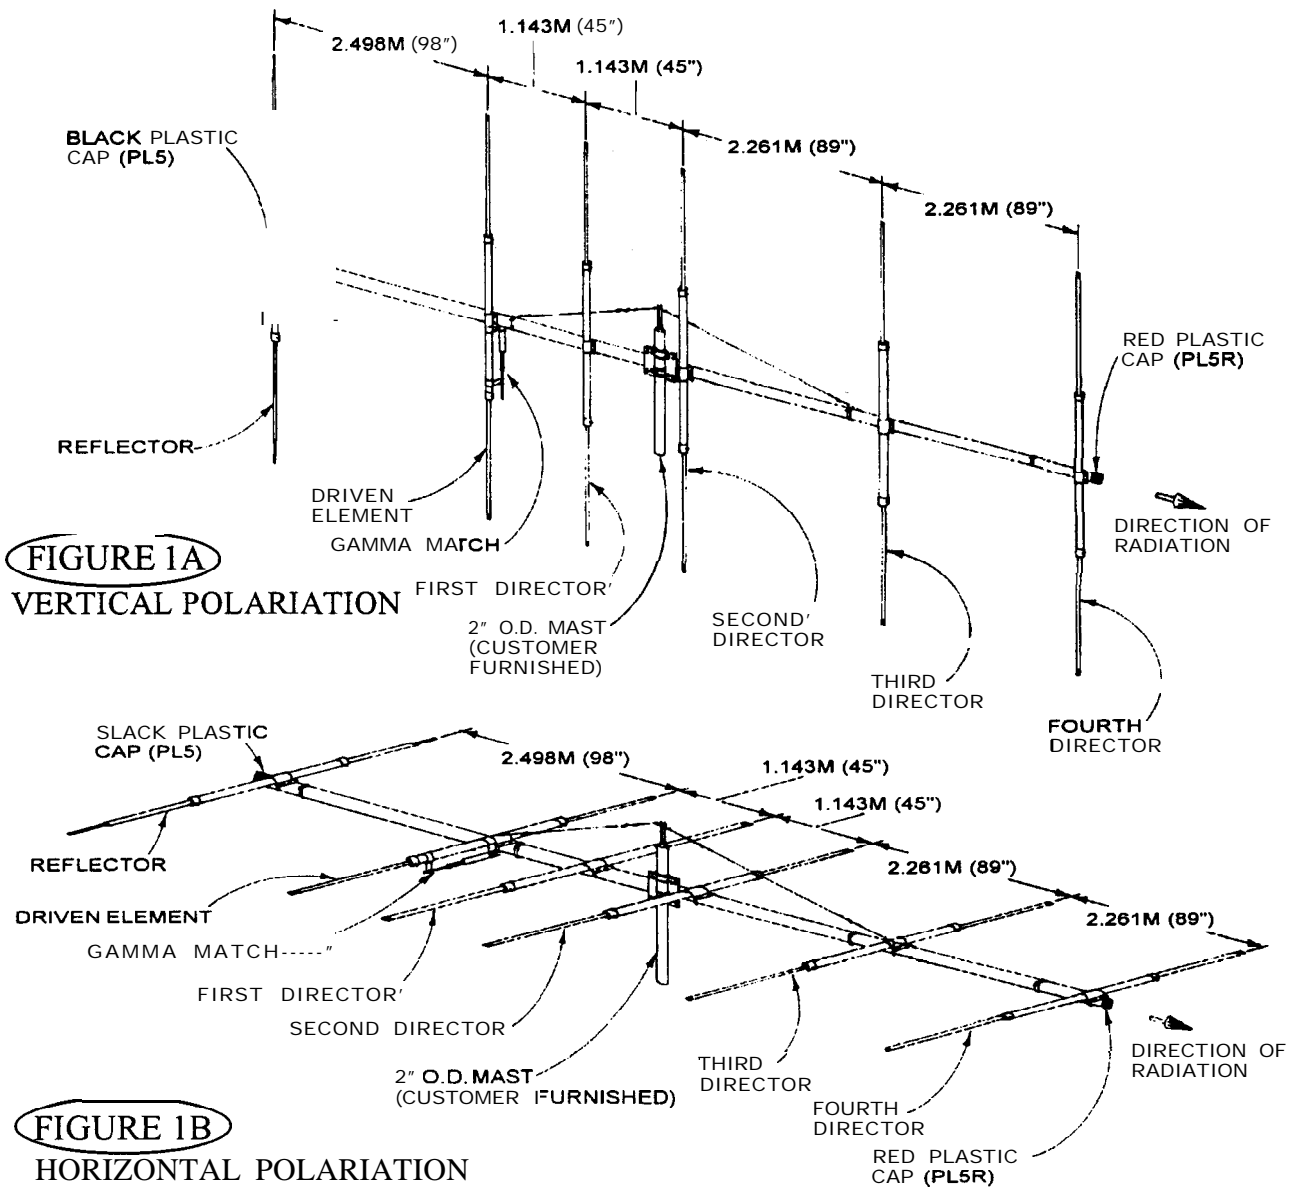 1.143M (45")
2.498M (98")
1.143M (45")
BLACK PLASTIC
CAP (PL5)
2.261M (89")
2.261M (89")
RED PLASTIC
CAP (PL5R)
REFLECTOR
DRIVEN
ELEMENT
GAMMA MATCH
DIRECTION OF
RADIATION
FIGURE 1A
VERTICAL POLARIATION
FIRST DIRECTOR'
2" O.D. MAST
(CUSTOMER
FURNISHED)
SECOND'
DIRECTOR
THIRD
DIRECTOR
FOURTH
DIRECTOR
SLACK PLASTIC
CAP (PL5)
2.498M (98")
1.143M (45")
1.143M (45")
REFLECTOR
2.261M (89")
DRIVEN ELEMENT
2.261M (89")
GAMMA MATCH-----"
FIRST DIRECTOR'
SECOND DIRECTOR
2" O.D. MAST
(CUSTOMER FURNISHED)
THIRD
DIRECTOR
DIRECTION OF
RADIATION
FOURTH
DIRECTOR
RED PLASTIC
CAP (PL5R)
FIGURE 1B
HORIZONTAL POLARIATION